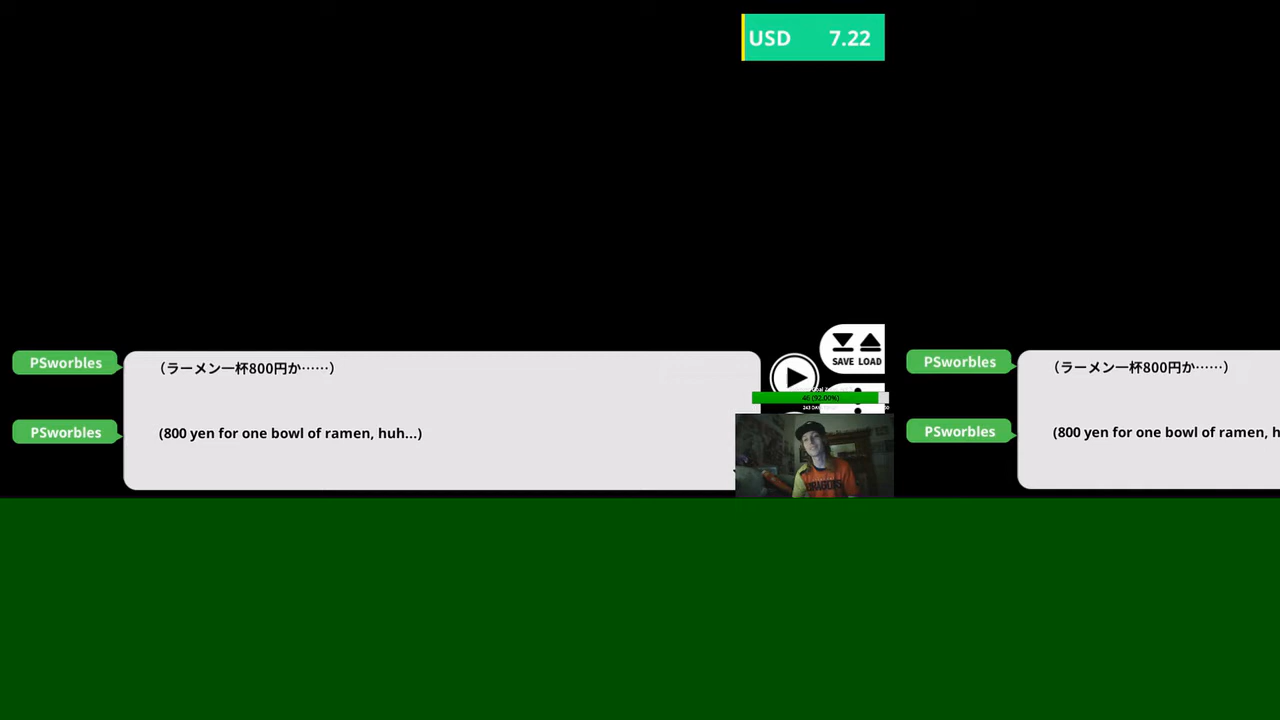 USD 7.22
SAVE LOAD
PSworbles
（ラーメン一杯800円か……）
PSworbles
(800 yen for one bowl of ramen, huh...)
46 (92.00%)
DRAGONS
PSworbles
（ラーメン一杯800円か……）
PSworbles
(800 yen for one bowl of ramen, h